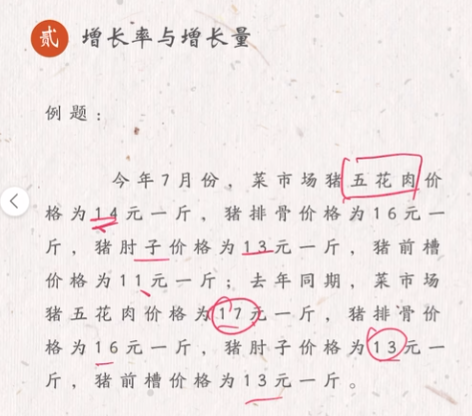 贰 增长率与增长量
例题：
今年7月份，菜市场猪五花肉价
格为14元一斤，猪排骨价格为16元一
斤，猪肘子价格为13元一斤，猪前槽
价格为11元一斤；去年同期，菜市场
猪五花肉价格为17元一斤，猪排骨价
格为16元一斤，猪肘子价格为13元一
斤，猪前槽价格为13元一斤。